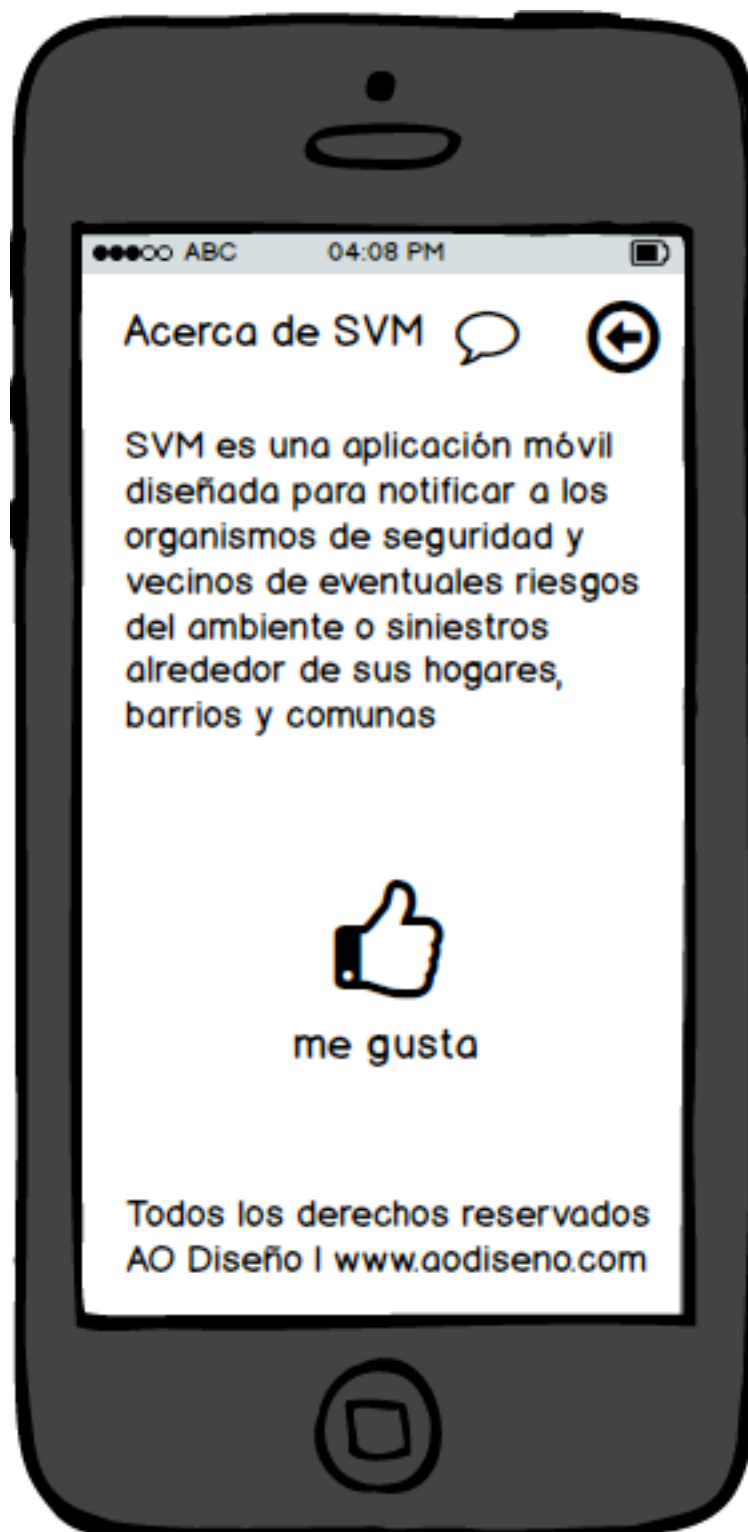 ABC 04:08 PM
Acerca de SVM
SVM es una aplicación móvil
diseñada para notificar a los
organismos de seguridad y
vecinos de eventuales riesgos
del ambiente o siniestros
alrededor de sus hogares,
barrios y comunas
me gusta
Todos los derechos reservados
AO Diseño | www.aodiseno.com